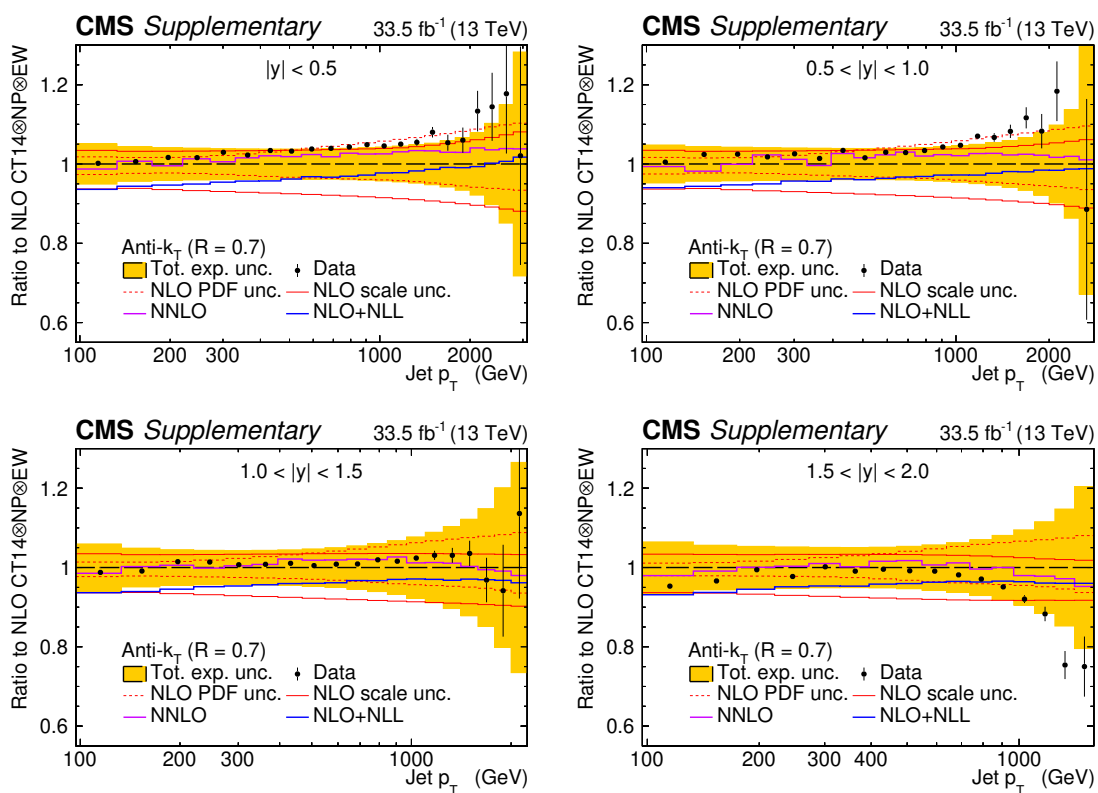 CMS Supplementary 33.5 fb-1 (13 TeV)
Ratio to NLO CT14⊗NP⊗EW
|y| < 0.5
1.2
1
0.8
0.6
Anti-kT (R = 0.7)
Tot. exp. unc. Data
NLO PDF unc. NLO scale unc.
NNLO NLO+NLL
100 200 300 1000 2000
Jet pT (GeV)
CMS Supplementary 33.5 fb-1 (13 TeV)
Ratio to NLO CT14⊗NP⊗EW
0.5 < |y| < 1.0
1.2
1
0.8
0.6
Anti-kT (R = 0.7)
Tot. exp. unc. Data
NLO PDF unc. NLO scale unc.
NNLO NLO+NLL
100 200 300 1000 2000
Jet pT (GeV)
CMS Supplementary 33.5 fb-1 (13 TeV)
Ratio to NLO CT14⊗NP⊗EW
1.0 < |y| < 1.5
1.2
1
0.8
0.6
Anti-kT (R = 0.7)
Tot. exp. unc. Data
NLO PDF unc. NLO scale unc.
NNLO NLO+NLL
100 200 300 1000
Jet pT (GeV)
CMS Supplementary 33.5 fb-1 (13 TeV)
Ratio to NLO CT14⊗NP⊗EW
1.5 < |y| < 2.0
1.2
1
0.8
0.6
Anti-kT (R = 0.7)
Tot. exp. unc. Data
NLO PDF unc. NLO scale unc.
NNLO NLO+NLL
100 200 300 400 1000
Jet pT (GeV)